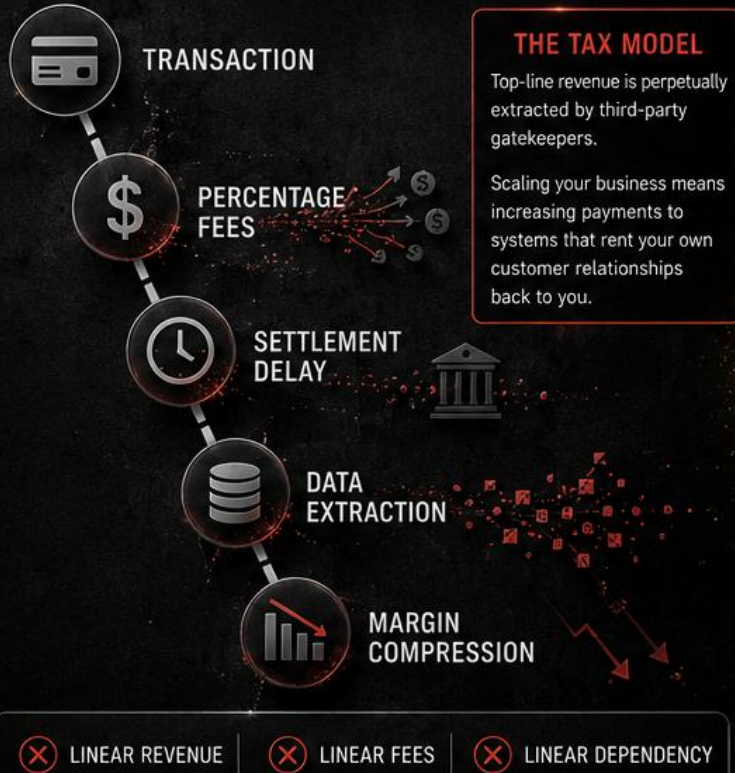 TRANSACTION
THE TAX MODEL
Top-line revenue is perpetually
extracted by third-party
gatekeepers.
Scaling your business means
increasing payments to
systems that rent your own
customer relationships
back to you.
$
PERCENTAGE
FEES
$
$
SETTLEMENT
DELAY
DATA
EXTRACTION
MARGIN
COMPRESSION
LINEAR REVENUE
LINEAR FEES
LINEAR DEPENDENCY